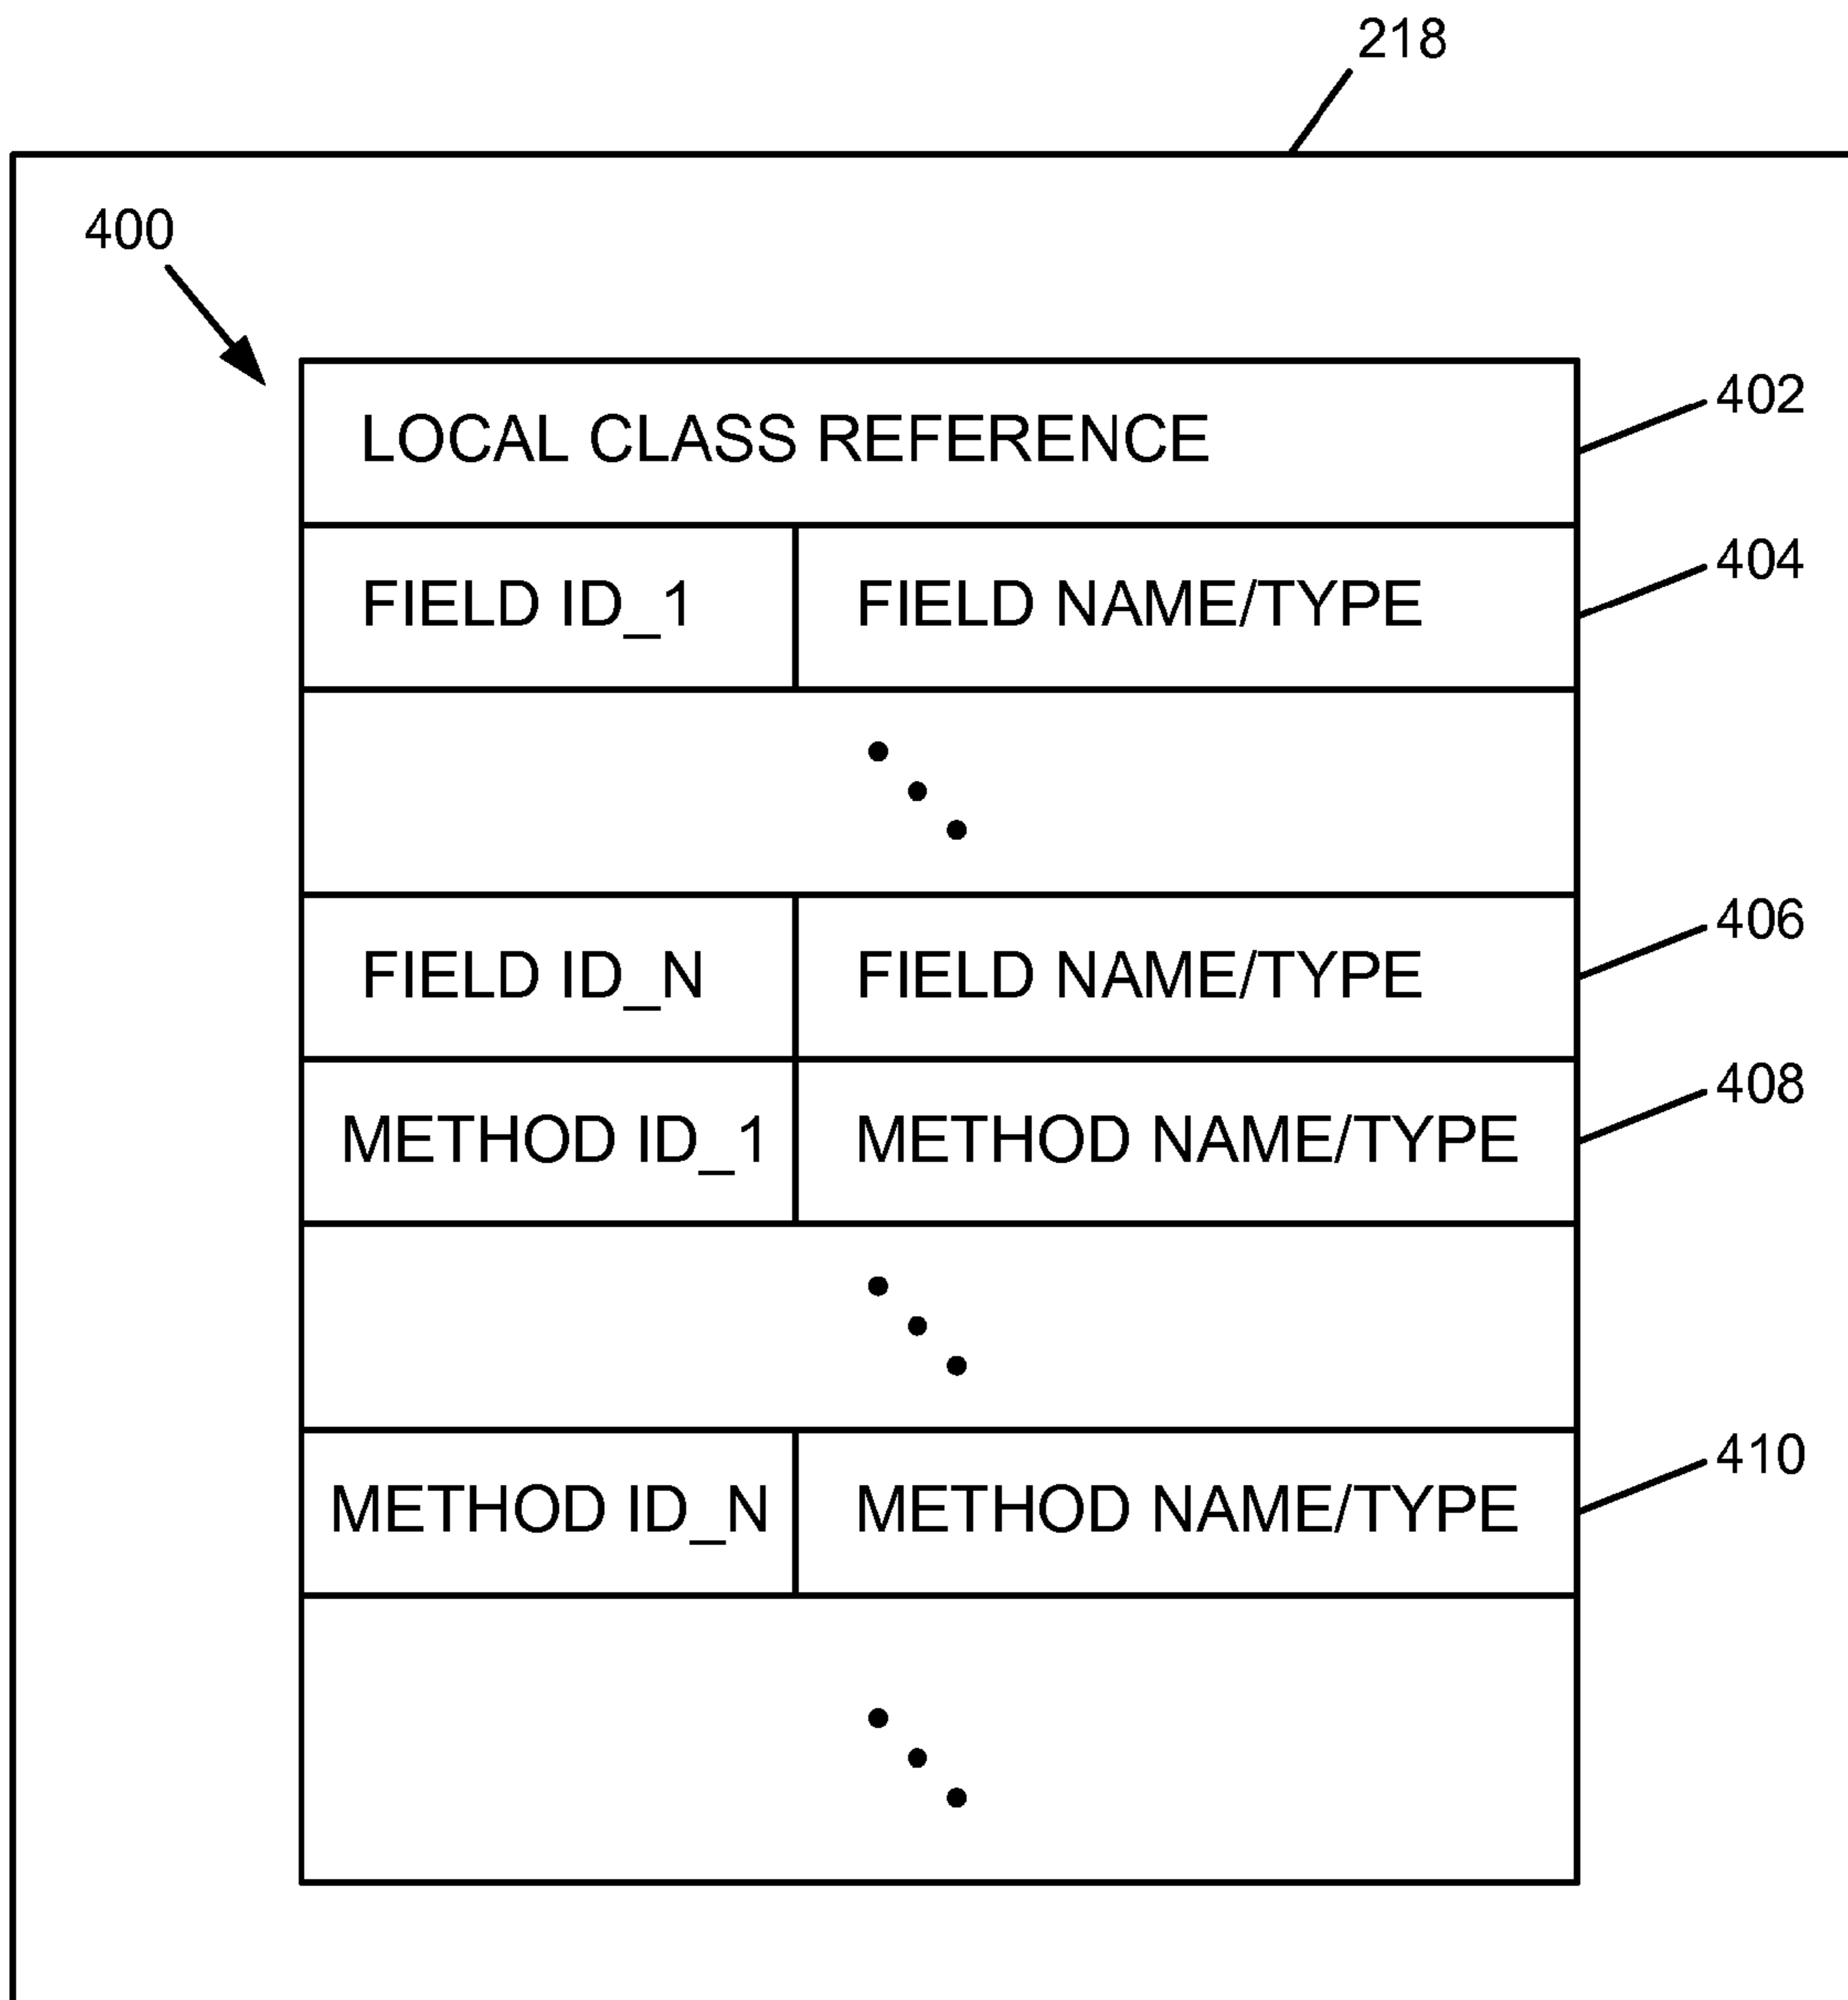 218
400
LOCAL CLASS REFERENCE
402
FIELD ID_1 FIELD NAME/TYPE
404
FIELD ID_N FIELD NAME/TYPE
406
METHOD ID_1 METHOD NAME/TYPE
408
METHOD ID_N METHOD NAME/TYPE
410